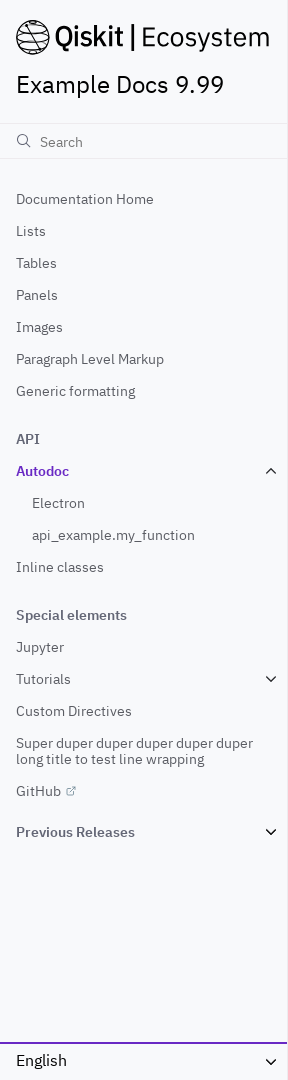 Qiskit | Ecosystem
Example Docs 9.99
Search
Documentation Home
Lists
Tables
Panels
Images
Paragraph Level Markup
Generic formatting
API
Autodoc
Electron
api_example.my_function
Inline classes
Special elements
Jupyter
Tutorials
Custom Directives
Super duper duper duper duper duper
long title to test line wrapping
GitHub
Previous Releases
English